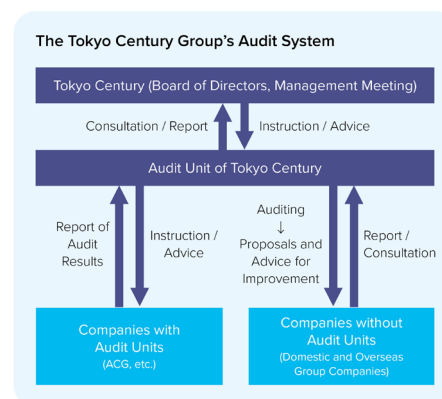 The Tokyo Century Group's Audit System
Tokyo Century (Board of Directors, Management Meeting)
Consultation / Report
Instruction / Advice
Audit Unit of Tokyo Century
Report of
Audit
Results
Instruction /
Advice
Auditing
↓
Proposals and
Advice for
Improvement
Report /
Consultation
Companies with
Audit Units
(ACG, etc.)
Companies without
Audit Units
(Domestic and Overseas
Group Companies)